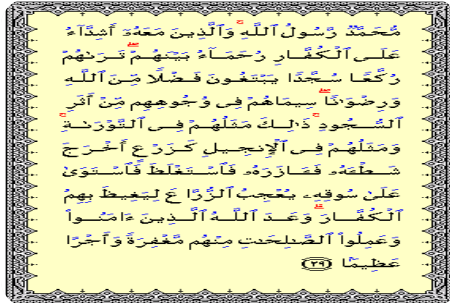 مُّحَمَّدٌ رَّسُولُ ٱللَّهِۚ وَٱلَّذِينَ مَعَهُۥٓ أَشِدَّآءُ
عَلَى ٱلْكُفَّارِ رُحَمَآءُ بَيْنَهُمْۖ تَرَىٰهُمْ
رُكَّعًا سُجَّدًا يَبْتَغُونَ فَضْلًا مِّنَ ٱللَّهِ
وَرِضْوَٰنًاۖ سِيمَاهُمْ فِى وُجُوهِهِم مِّنْ أَثَرِ
ٱلسُّجُودِۚ ذَٰلِكَ مَثَلُهُمْ فِى ٱلتَّوْرَىٰةِۚ
وَمَثَلُهُمْ فِى ٱلْإِنجِيلِ كَزَرْعٍ أَخْرَجَ
شَطْـَٔهُۥ فَـَٔازَرَهُۥ فَٱسْتَغْلَظَ فَٱسْتَوَىٰ
عَلَىٰ سُوقِهِۦ يُعْجِبُ ٱلزُّرَّاعَ لِيَغِيظَ بِهِمُ
ٱلْكُفَّارَۗ وَعَدَ ٱللَّهُ ٱلَّذِينَ ءَامَنُوا۟
وَعَمِلُوا۟ ٱلصَّٰلِحَٰتِ مِنْهُم مَّغْفِرَةً وَأَجْرًا
عَظِيمًۢا ﴿٢٩﴾